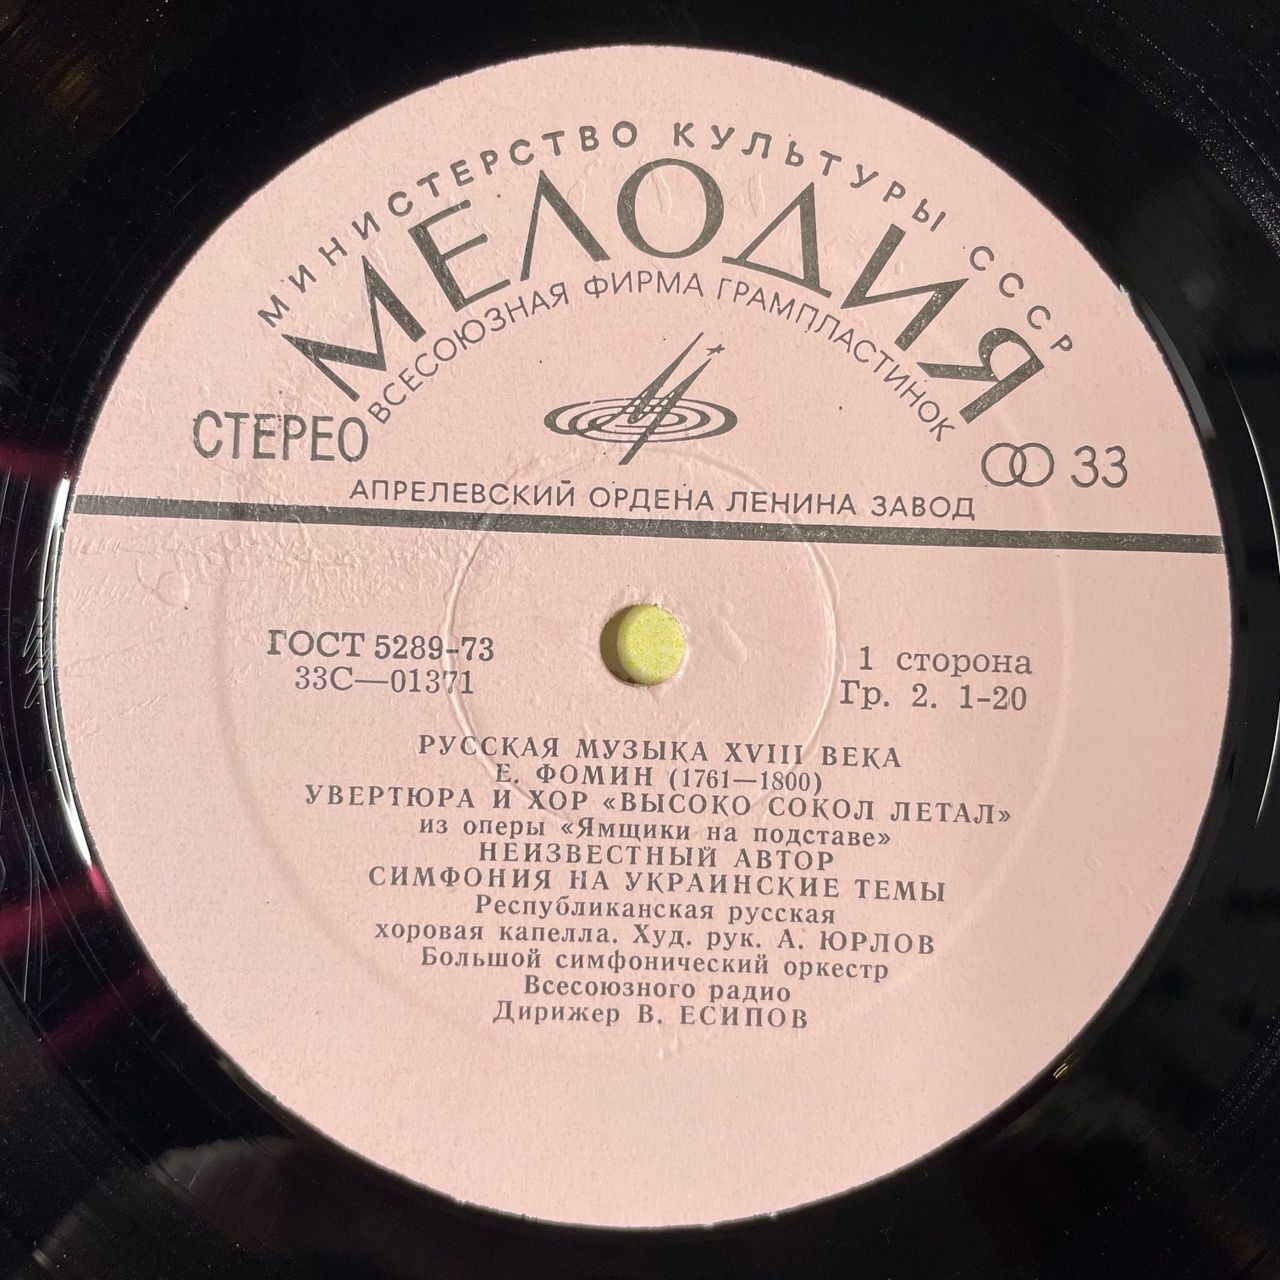 МИНИСТЕРСТВО КУЛЬТУРЫ СССР
МЕЛОДИЯ
ВСЕСОЮЗНАЯ ФИРМА ГРАМПЛАСТИНОК
СТЕРЕО
33
АПРЕЛЕВСКИЙ ОРДЕНА ЛЕНИНА ЗАВОД
ГОСТ 5289-73
33С—01371
1 сторона
Гр. 2. 1-20
РУССКАЯ МУЗЫКА XVIII ВЕКА
Е. ФОМИН (1761—1800)
УВЕРТЮРА И ХОР «ВЫСОКО СОКОЛ ЛЕТАЛ»
из оперы «Ямщики на подставе»
НЕИЗВЕСТНЫЙ АВТОР
СИМФОНИЯ НА УКРАИНСКИЕ ТЕМЫ
Республиканская русская
хоровая капелла. Худ. рук. А. ЮРЛОВ
Большой симфонический оркестр
Всесоюзного радио
Дирижер В. ЕСИПОВ